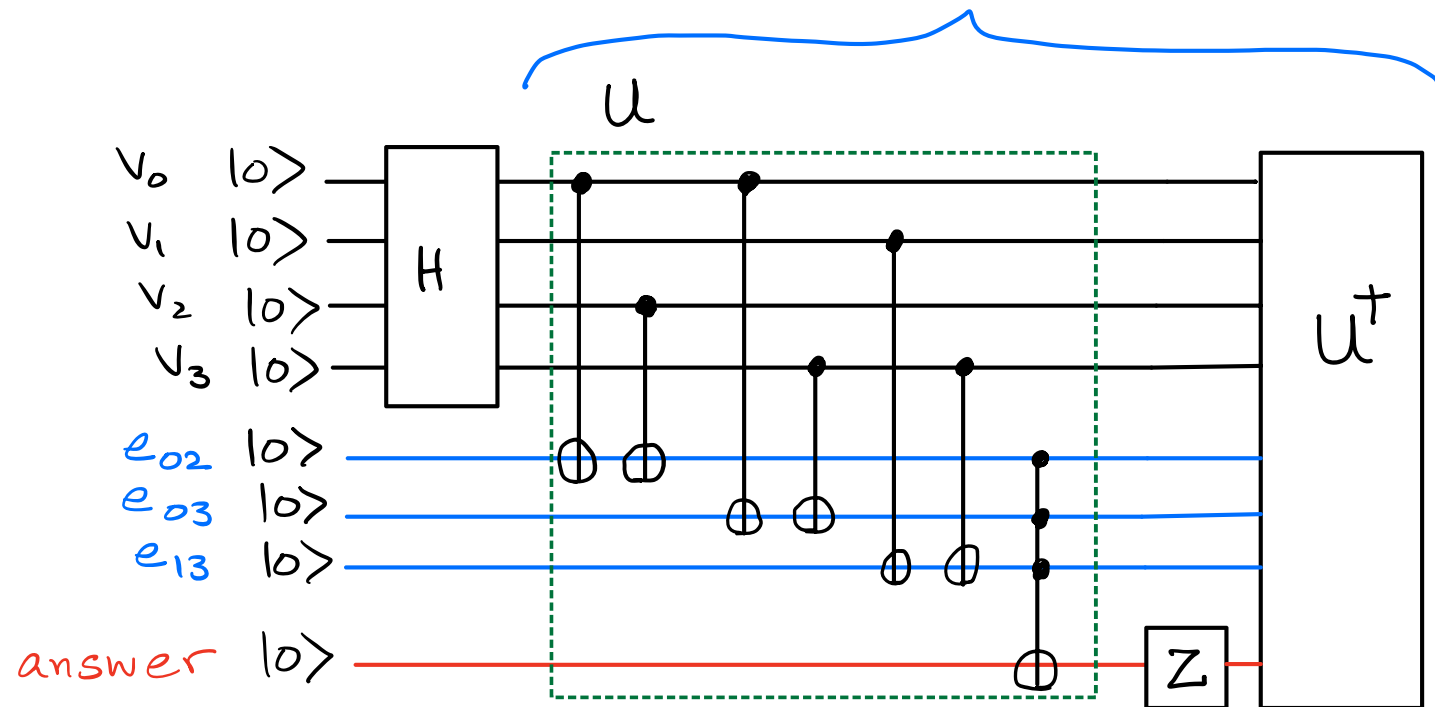 U
V₀ |0⟩
V₁ |0⟩
V₂ |0⟩
V₃ |0⟩
H
U†
e₀₂ |0⟩
e₀₃ |0⟩
e₁₃ |0⟩
answer |0⟩
Z